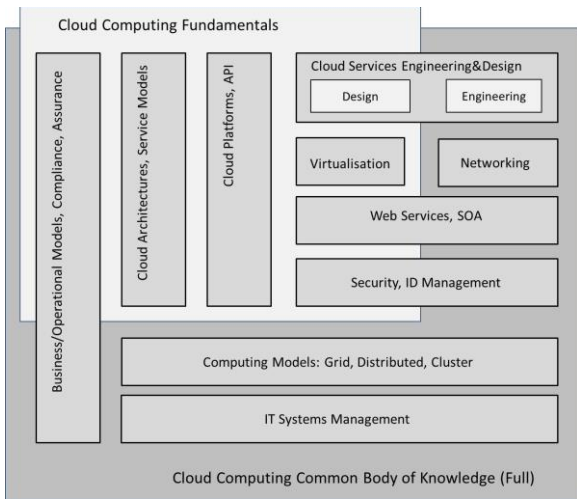 Cloud Computing Fundamentals
Business/Operational Models, Compliance, Assurance
Cloud Architectures, Service Models
Cloud Platforms, API
Cloud Services Engineering&Design
Design
Engineering
Virtualisation
Networking
Web Services, SOA
Security, ID Management
Computing Models: Grid, Distributed, Cluster
IT Systems Management
Cloud Computing Common Body of Knowledge (Full)